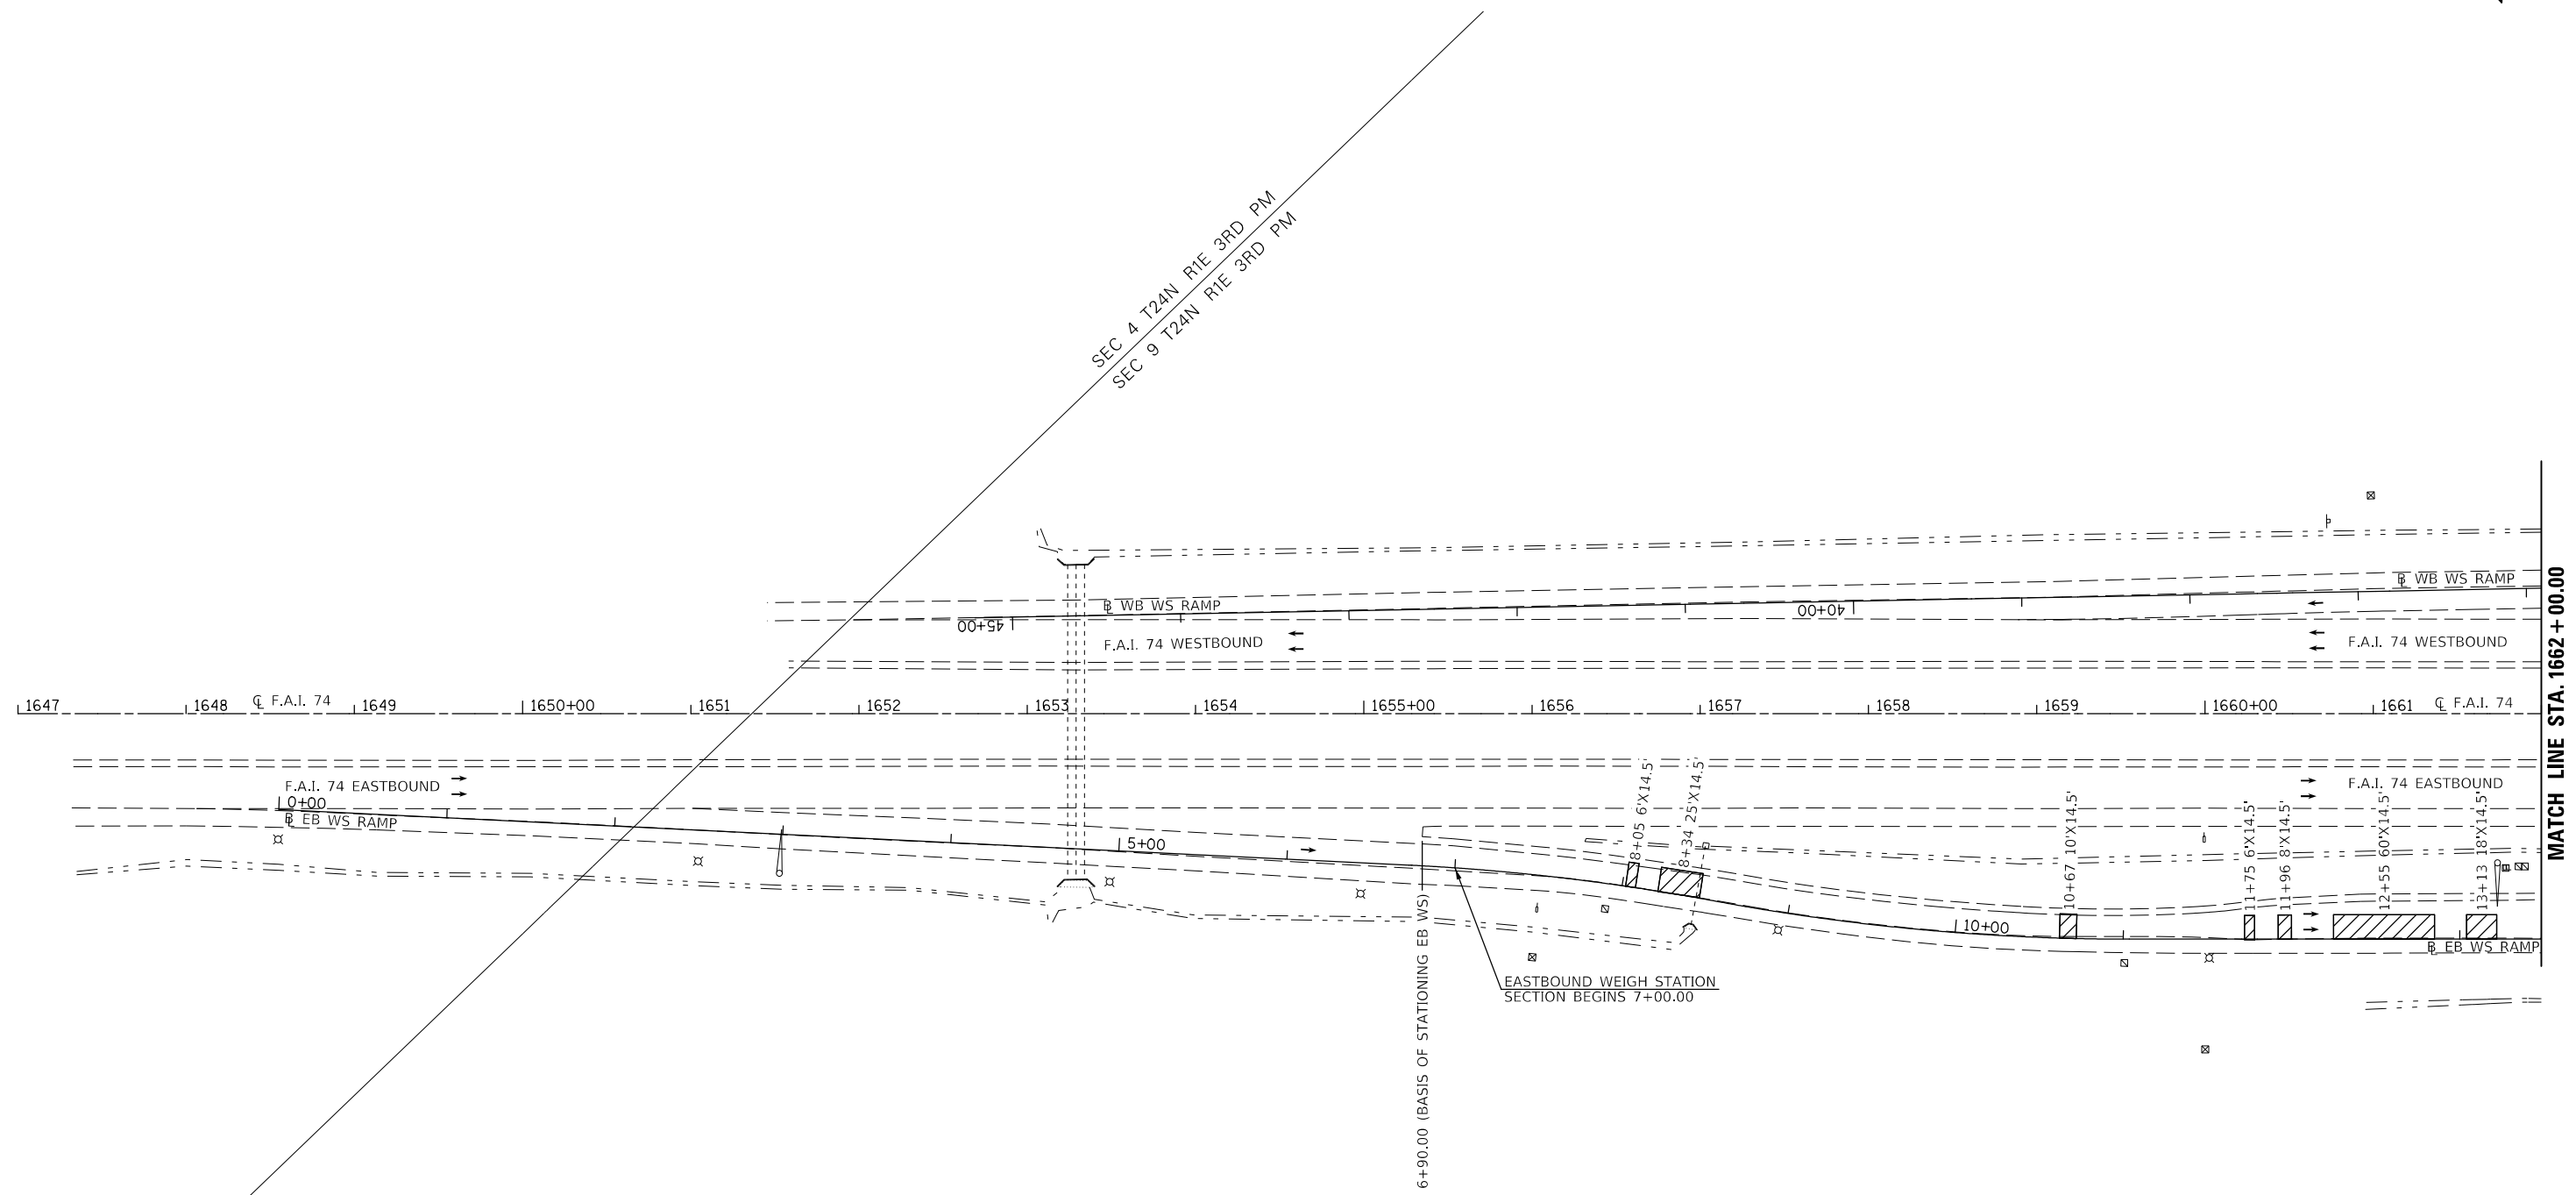 SEC 4 T24N R1E 3RD PM
SEC 9 T24N R1E 3RD PM
℄ WB WS RAMP
B WB WS RAMP
45+00
40+00
F.A.I. 74 WESTBOUND
F.A.I. 74 WESTBOUND
1647
1648
℄ F.A.I. 74
1649
1650+00
1651
1652
1653
1654
1655+00
1656
1657
1658
1659
1660+00
1661
℄ F.A.I. 74
MATCH LINE STA. 1662+00.00
F.A.I. 74 EASTBOUND
F.A.I. 74 EASTBOUND
0+00
B EB WS RAMP
5+00
8+05 6'X14.5'
8+34 25'X14.5'
10+67 10'X14.5'
11+75 6'X14.5'
11+96 8'X14.5'
12+55 60'X14.5'
13+13 18'X14.5'
10+00
B EB WS RAMP
6+90.00 (BASIS OF STATIONING EB WS)
EASTBOUND WEIGH STATION
SECTION BEGINS 7+00.00